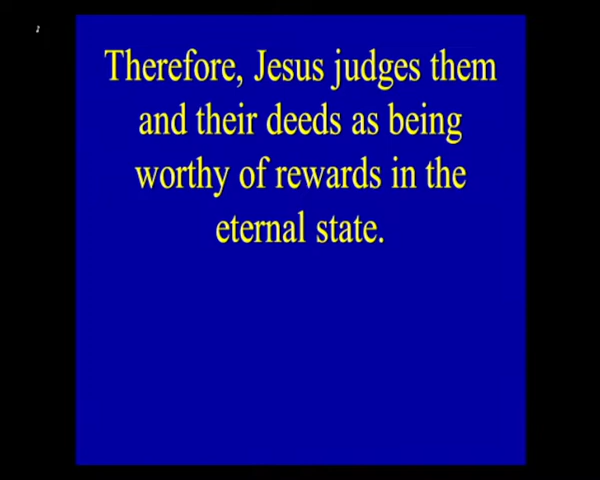 Therefore, Jesus judges them
and their deeds as being
worthy of rewards in the
eternal state.